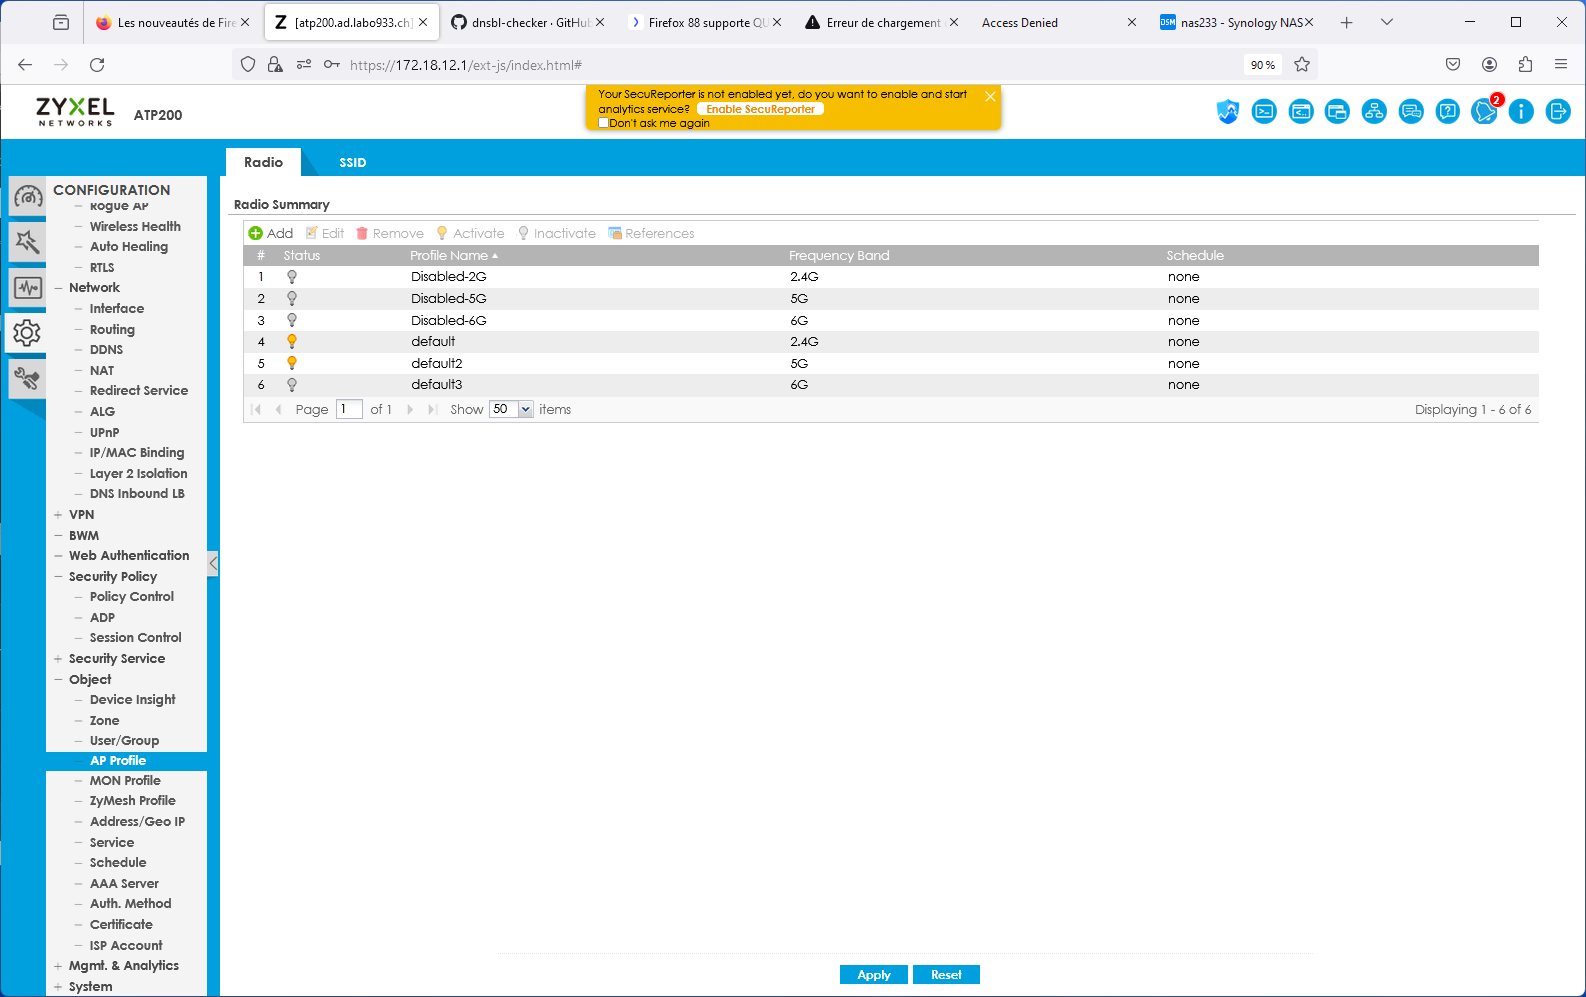 Les nouveautés de Fire
[atp200.ad.labo933.ch]
dnsbl-checker · GitHub
Firefox 88 supporte QU
Erreur de chargement
Access Denied
DSM nas233 - Synology NAS
https://172.18.12.1/ext-js/index.html#
90 %
ZYXEL
NETWORKS
ATP200
Your SecuReporter is not enabled yet, do you want to enable and start
analytics service? Enable SecuReporter
Don't ask me again
2
Radio
SSID
CONFIGURATION
Rogue AP
Wireless Health
Auto Healing
RTLS
Network
Interface
Routing
DDNS
NAT
Redirect Service
ALG
UPnP
IP/MAC Binding
Layer 2 Isolation
DNS Inbound LB
VPN
BWM
Web Authentication
Security Policy
Policy Control
ADP
Session Control
Security Service
Object
Device Insight
Zone
User/Group
AP Profile
MON Profile
ZyMesh Profile
Address/Geo IP
Service
Schedule
AAA Server
Auth. Method
Certificate
ISP Account
Mgmt. & Analytics
System
Radio Summary
Add Edit Remove Activate Inactivate References
# Status Profile Name Frequency Band Schedule
1 Disabled-2G 2.4G none
2 Disabled-5G 5G none
3 Disabled-6G 6G none
4 default 2.4G none
5 default2 5G none
6 default3 6G none
Page 1 of 1 Show 50 items Displaying 1 - 6 of 6
Apply Reset